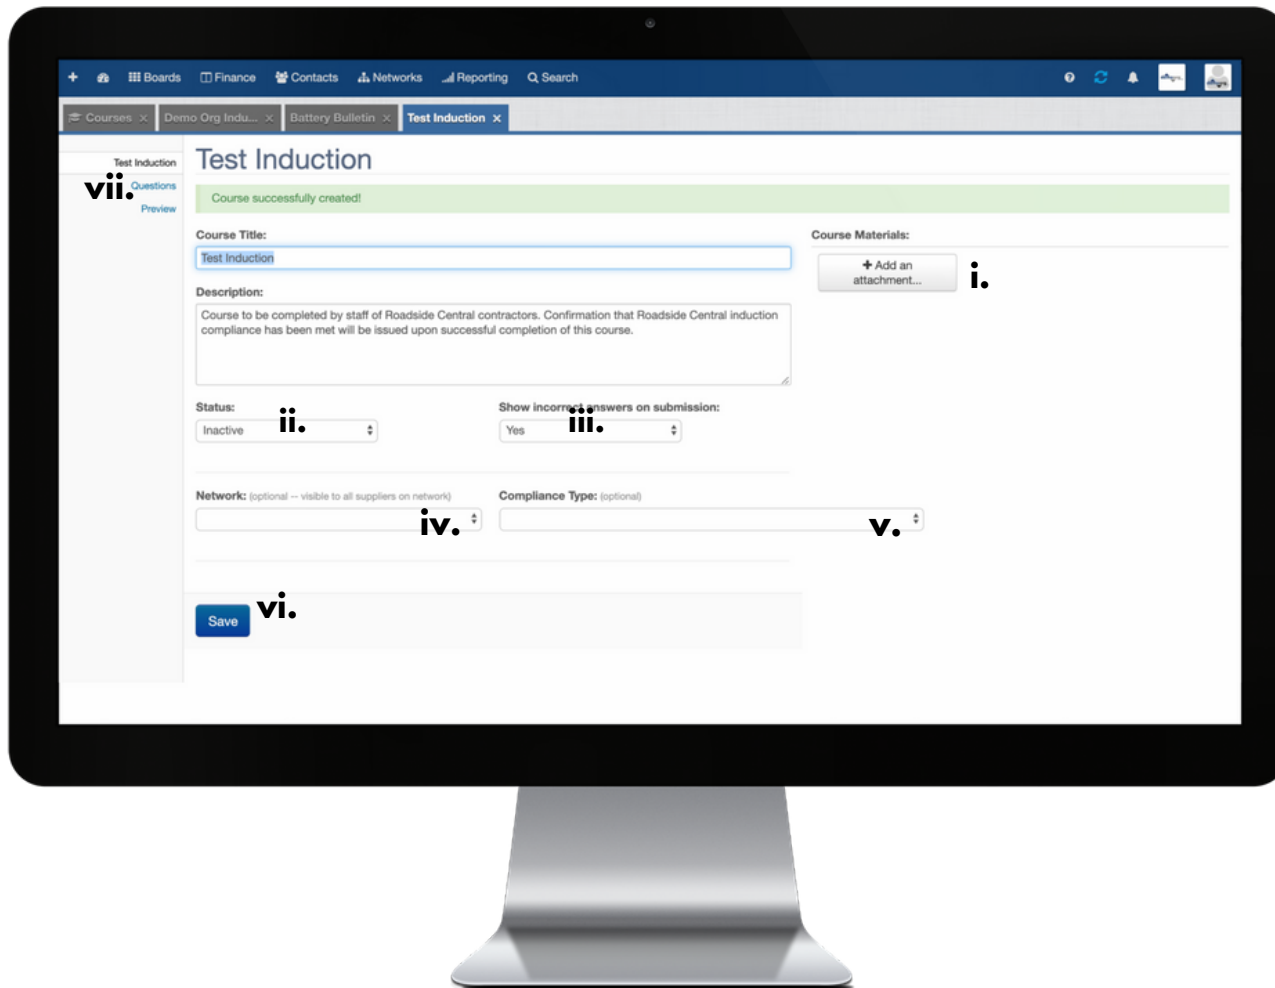 Boards Finance Contacts Networks Reporting Search
Courses × Demo Org Indu... × Battery Bulletin × Test Induction ×
Test Induction
vii.
Questions
Preview
Test Induction
Course successfully created!
Course Title:
Test Induction
Description:
Course to be completed by staff of Roadside Central contractors. Confirmation that Roadside Central induction
compliance has been met will be issued upon successful completion of this course.
Status:
Inactive
ii.
Show incorrect answers on submission:
Yes
iii.
Network: (optional -- visible to all suppliers on network)
iv.
Compliance Type: (optional)
v.
Save
vi.
Course Materials:
+ Add an
attachment...
i.